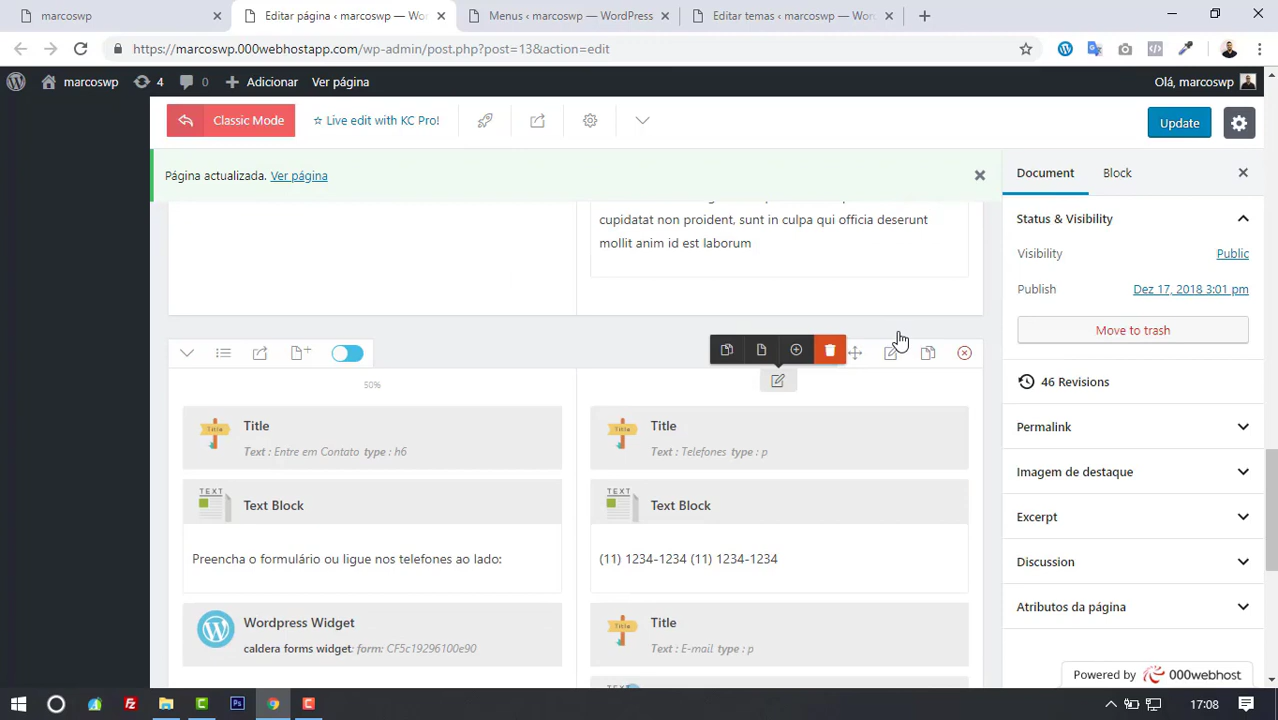 marcoswp
Editar página ‹ marcoswp — Wo
Menus ‹ marcoswp — WordPress
Editar temas ‹ marcoswp — Wor
https://marcoswp.000webhostapp.com/wp-admin/post.php?post=13&action=edit
marcoswp 4 0 Adicionar Ver página Olá, marcoswp
Classic Mode ☆ Live edit with KC Pro! Update
Página actualizada. Ver página
Document Block
cupidatat non proident, sunt in culpa qui officia deserunt
mollit anim id est laborum
Status & Visibility
Visibility Public
Publish Dez 17, 2018 3:01 pm
Move to trash
46 Revisions
Permalink
Imagem de destaque
Excerpt
Discussion
Atributos da página
50%
Title
Text : Entre em Contato type : h6
Title
Text : Telefones type : p
TEXT Text Block
Preencha o formulário ou ligue nos telefones ao lado:
TEXT Text Block
(11) 1234-1234 (11) 1234-1234
Wordpress Widget
caldera forms widget: form: CF5c19296100e90
Title
Text : E-mail type : p
Powered by 000webhost
17:08